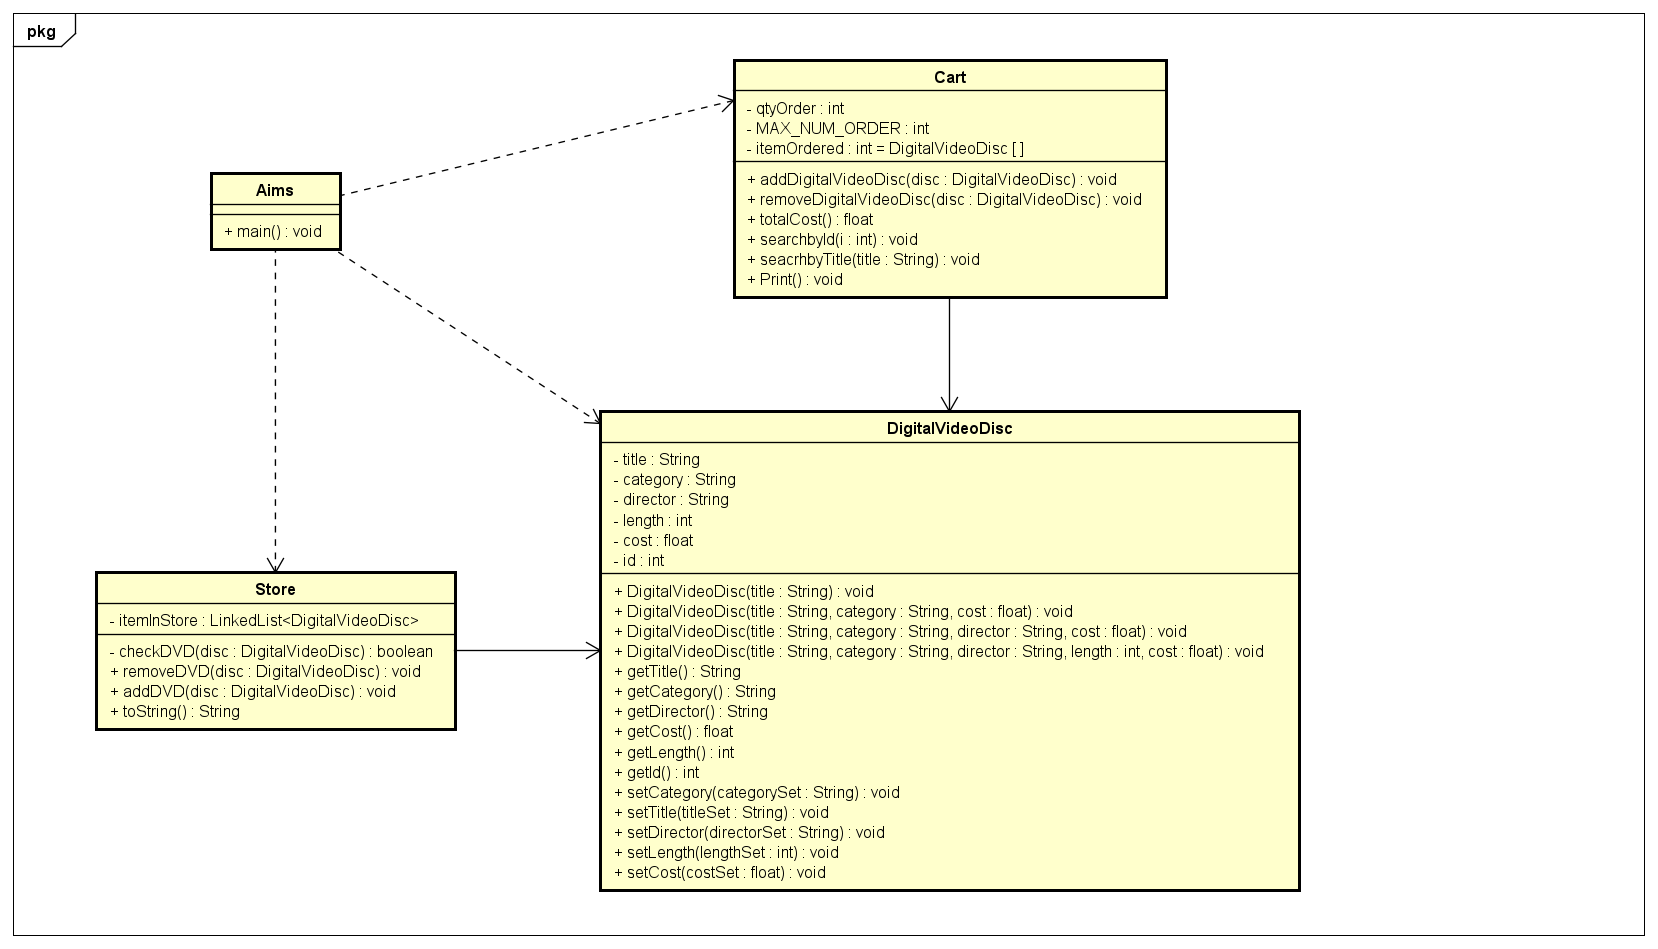 pkg
Cart
- qtyOrder : int
- MAX_NUM_ORDER : int
- itemOrdered : int = DigitalVideoDisc [ ]
+ addDigitalVideoDisc(disc : DigitalVideoDisc) : void
+ removeDigitalVideoDisc(disc : DigitalVideoDisc) : void
+ totalCost() : float
+ searchbyId(i : int) : void
+ seacrhbyTitle(title : String) : void
+ Print() : void
Aims
+ main() : void
DigitalVideoDisc
- title : String
- category : String
- director : String
- length : int
- cost : float
- id : int
+ DigitalVideoDisc(title : String) : void
+ DigitalVideoDisc(title : String, category : String, cost : float) : void
+ DigitalVideoDisc(title : String, category : String, director : String, cost : float) : void
+ DigitalVideoDisc(title : String, category : String, director : String, length : int, cost : float) : void
+ getTitle() : String
+ getCategory() : String
+ getDirector() : String
+ getCost() : float
+ getLength() : int
+ getId() : int
+ setCategory(categorySet : String) : void
+ setTitle(titleSet : String) : void
+ setDirector(directorSet : String) : void
+ setLength(lengthSet : int) : void
+ setCost(costSet : float) : void
Store
- itemInStore : LinkedList<DigitalVideoDisc>
- checkDVD(disc : DigitalVideoDisc) : boolean
+ removeDVD(disc : DigitalVideoDisc) : void
+ addDVD(disc : DigitalVideoDisc) : void
+ toString() : String